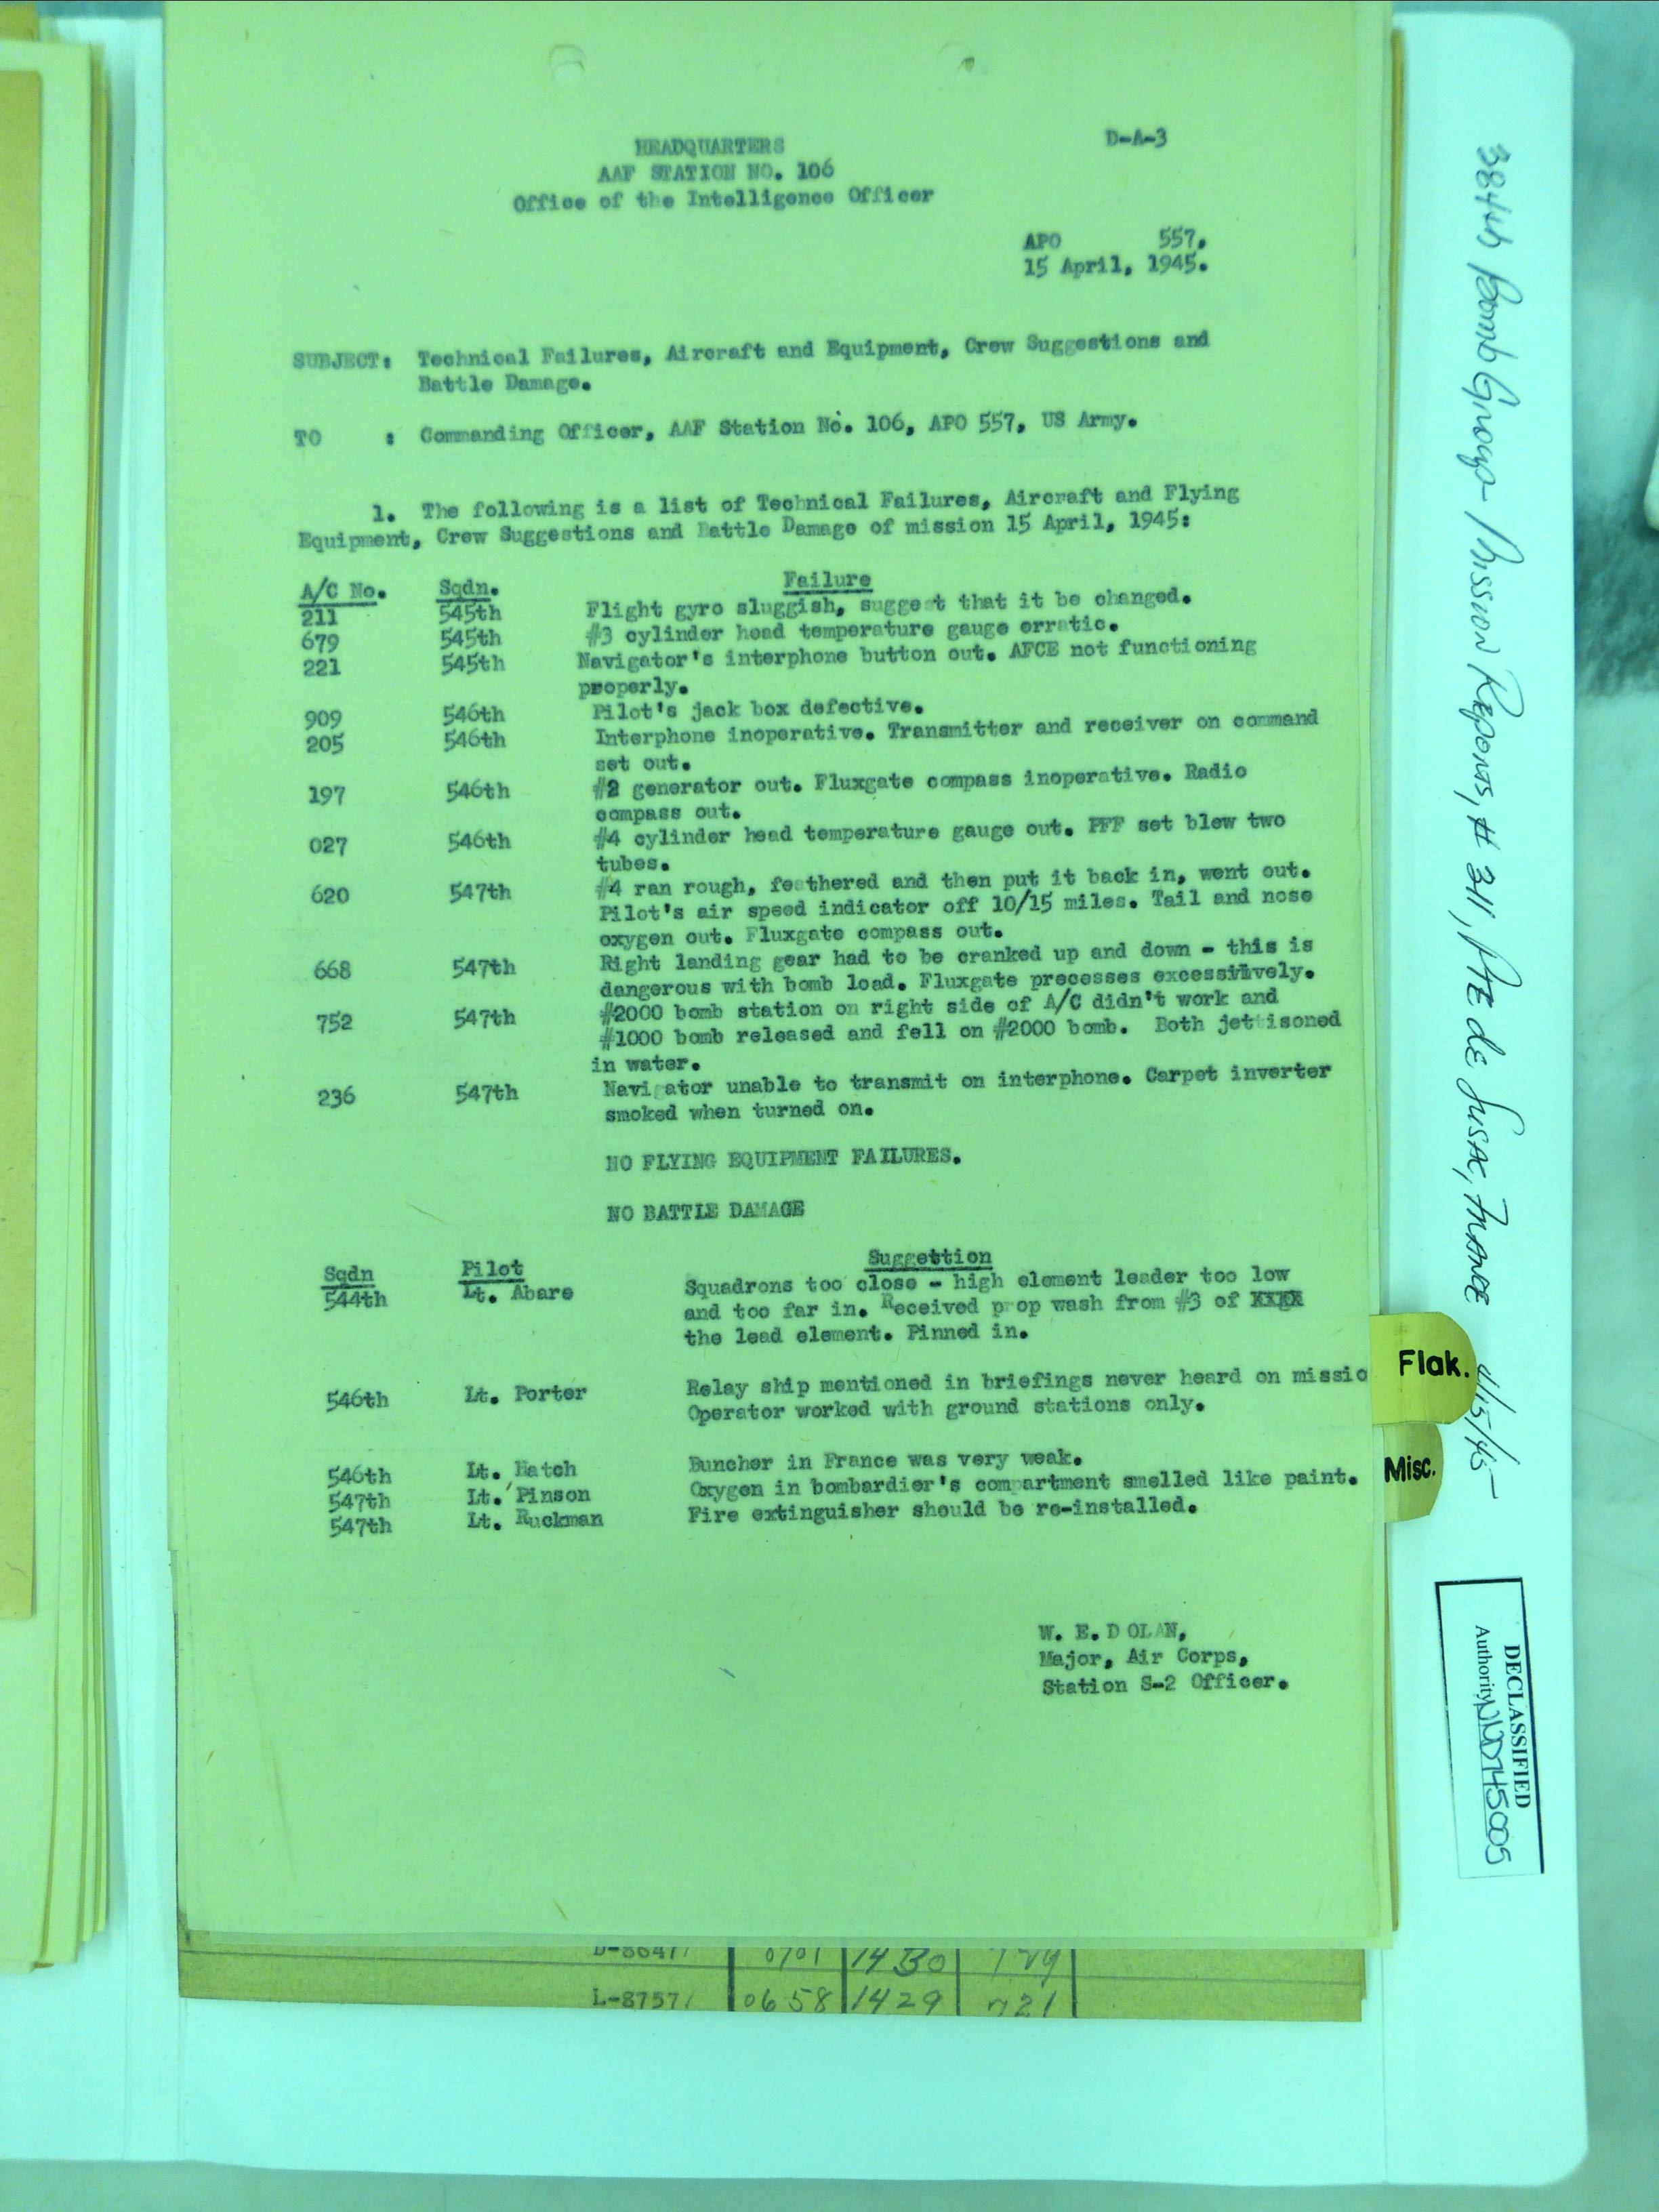 D-A-3
HEADQUARTERS
AAF STATION NO. 106
Office of the Intelligence Officer
APO 557.
15 April, 1945.
SUBJECT: Technical Failures, Aircraft and Equipment, Crew Suggestions and
Battle Damage.
TO : Commanding Officer, AAF Station No. 106, APO 557, US Army.
1. The following is a list of Technical Failures, Aircraft and Flying
Equipment, Crew Suggestions and Battle Damage of mission 15 April, 1945:
A/C No. Sqdn. Failure
211 545th Flight gyro sluggish, suggest that it be changed.
679 545th #3 cylinder head temperature gauge erratic.
221 545th Navigator's interphone button out. AFCE not functioning
properly.
909 546th Pilot's jack box defective.
205 546th Interphone inoperative. Transmitter and receiver on command
set out.
197 546th #2 generator out. Fluxgate compass inoperative. Radio
compass out.
027 546th #4 cylinder head temperature gauge out. PFF set blew two
tubes.
620 547th #4 ran rough, feathered and then put it back in, went out.
Pilot's air speed indicator off 10/15 miles. Tail and nose
oxygen out. Fluxgate compass out.
668 547th Right landing gear had to be cranked up and down - this is
dangerous with bomb load. Fluxgate precesses excessively.
752 547th #2000 bomb station on right side of A/C didn't work and
#1000 bomb released and fell on #2000 bomb. Both jettisoned
in water.
236 547th Navigator unable to transmit on interphone. Carpet inverter
smoked when turned on.
NO FLYING EQUIPMENT FAILURES.
NO BATTLE DAMAGE
Sqdn Pilot Suggettion
544th Lt. Abare Squadrons too close - high element leader too low
and too far in. Received prop wash from #3 of XXXX
the lead element. Pinned in.
546th Lt. Porter Relay ship mentioned in briefings never heard on missio
Operator worked with ground stations only.
546th Lt. Hatch Buncher in France was very weak.
547th Lt. Pinson Oxygen in bombardier's compartment smelled like paint.
547th Lt. Ruckman Fire extinguisher should be re-installed.
W. E. DOLAN,
Major, Air Corps,
Station S-2 Officer.
0701 1430
L-8757 0658 1429 721
384th Bomb Group - Mission Reports, # 311, Pte de Susac, France 4/15/45
Flak.
Misc.
DECLASSIFIED
Authority NND745005